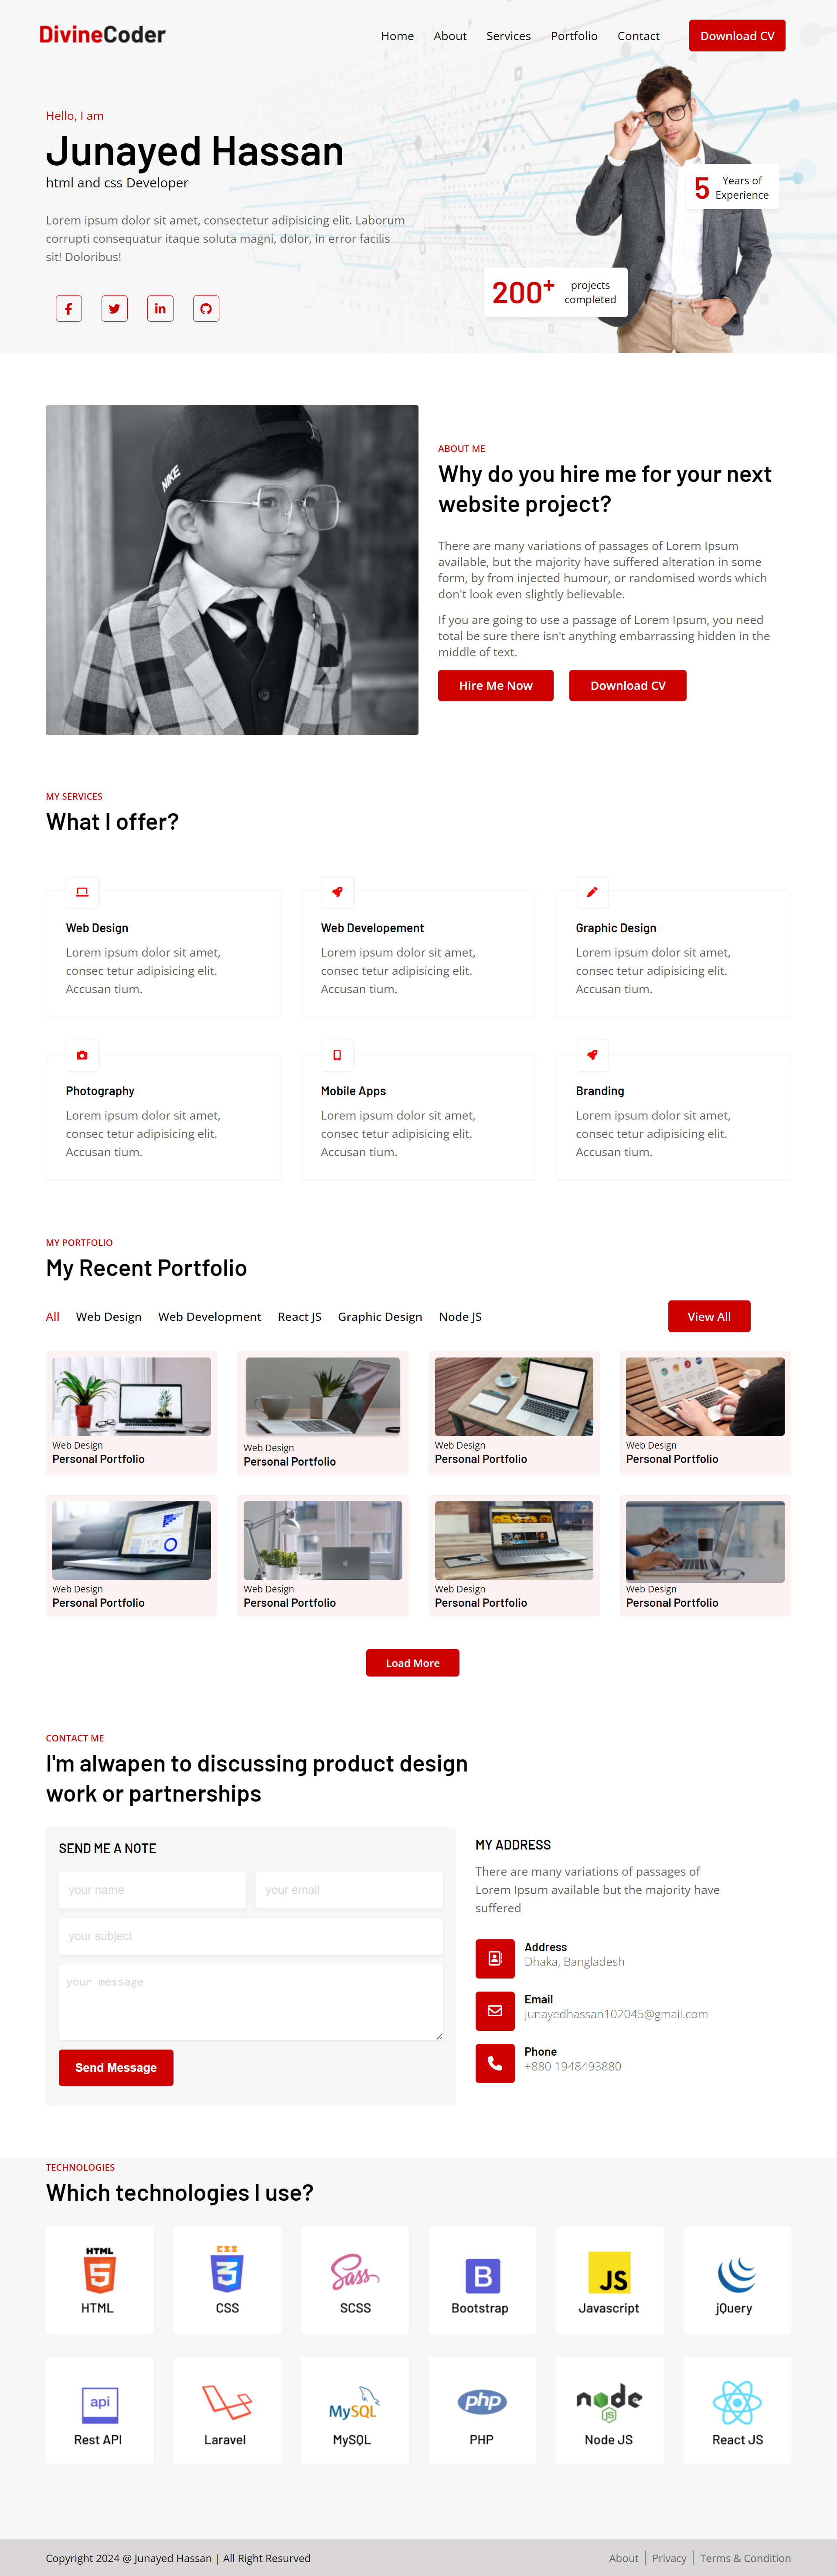 DivineCoder
Home About Services Portfolio Contact Download CV
Hello, I am
Junayed Hassan
html and css Developer
Lorem ipsum dolor sit amet, consectetur adipisicing elit. Laborum
corrupti consequatur itaque soluta magni, dolor, in error facilis
sit! Doloribus!
5 Years of
Experience
200+ projects
completed
NIKE
ABOUT ME
Why do you hire me for your next
website project?
There are many variations of passages of Lorem Ipsum
available, but the majority have suffered alteration in some
form, by from injected humour, or randomised words which
don't look even slightly believable.
If you are going to use a passage of Lorem Ipsum, you need
total be sure there isn't anything embarrassing hidden in the
middle of text.
Hire Me Now Download CV
MY SERVICES
What I offer?
Web Design
Lorem ipsum dolor sit amet,
consec tetur adipisicing elit.
Accusan tium.
Web Developement
Lorem ipsum dolor sit amet,
consec tetur adipisicing elit.
Accusan tium.
Graphic Design
Lorem ipsum dolor sit amet,
consec tetur adipisicing elit.
Accusan tium.
Photography
Lorem ipsum dolor sit amet,
consec tetur adipisicing elit.
Accusan tium.
Mobile Apps
Lorem ipsum dolor sit amet,
consec tetur adipisicing elit.
Accusan tium.
Branding
Lorem ipsum dolor sit amet,
consec tetur adipisicing elit.
Accusan tium.
MY PORTFOLIO
My Recent Portfolio
All Web Design Web Development React JS Graphic Design Node JS View All
Web Design
Personal Portfolio
Web Design
Personal Portfolio
Web Design
Personal Portfolio
Web Design
Personal Portfolio
Web Design
Personal Portfolio
Web Design
Personal Portfolio
Web Design
Personal Portfolio
Web Design
Personal Portfolio
Load More
CONTACT ME
I'm alwapen to discussing product design
work or partnerships
SEND ME A NOTE
your name your email
your subject
your message
Send Message
MY ADDRESS
There are many variations of passages of
Lorem Ipsum available but the majority have
suffered
Address
Dhaka, Bangladesh
Email
Junayedhassan102045@gmail.com
Phone
+880 1948493880
TECHNOLOGIES
Which technologies I use?
HTML
5
HTML
CSS
3
CSS
Sass
SCSS
B
Bootstrap
JS
Javascript
jQuery
api
Rest API
Laravel
MySQL
MySQL
php
PHP
node
JS
Node JS
React JS
Copyright 2024 @ Junayed Hassan | All Right Resurved
About | Privacy | Terms & Condition